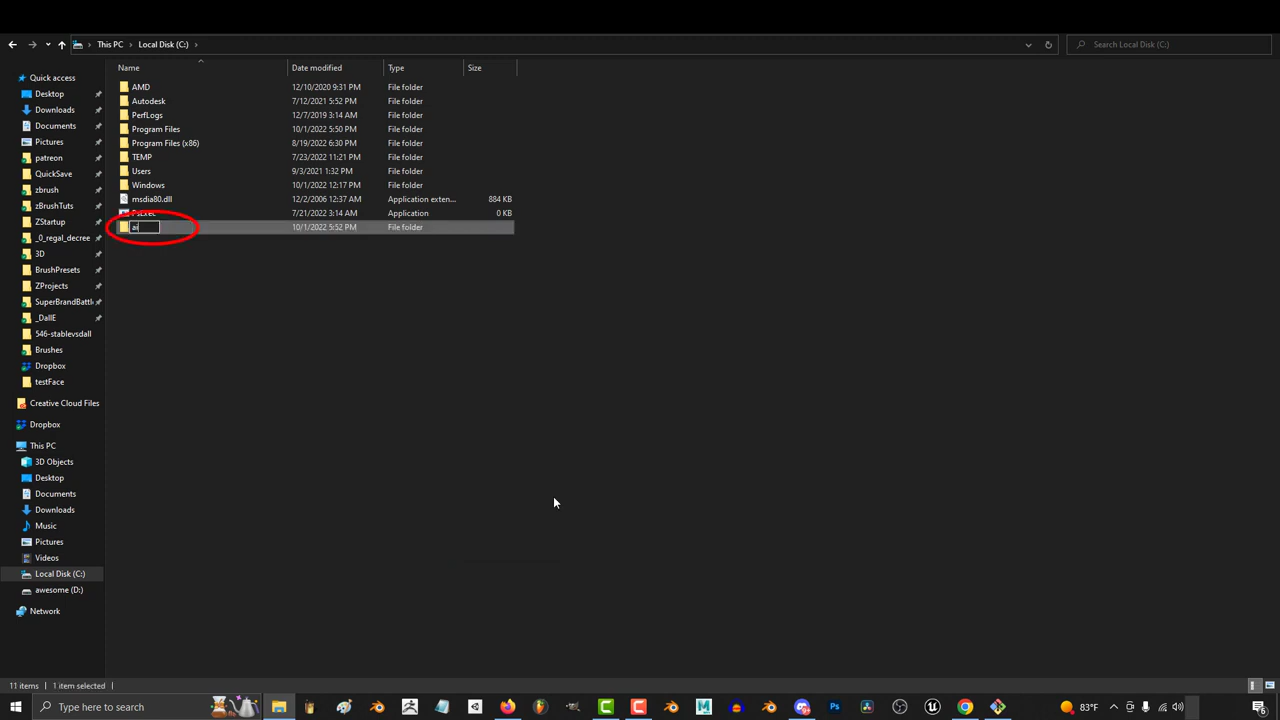 This PC › Local Disk (C:) ›
Search Local Disk (C:)
Name Date modified Type Size
Quick access
Desktop
Downloads
Documents
Pictures
patreon
QuickSave
zbrush
zBrushTuts
ZStartup
_0_regal_decree
3D
BrushPresets
ZProjects
SuperBrandBattl
_DallE
546-stablevsdall
Brushes
Dropbox
testFace
Creative Cloud Files
Dropbox
This PC
3D Objects
Desktop
Documents
Downloads
Music
Pictures
Videos
Local Disk (C:)
awesome (D:)
Network
AMD 12/10/2020 9:31 PM File folder
Autodesk 7/12/2021 5:52 PM File folder
PerfLogs 12/7/2019 3:14 AM File folder
Program Files 10/1/2022 5:50 PM File folder
Program Files (x86) 8/19/2022 6:30 PM File folder
TEMP 7/23/2022 11:21 PM File folder
Users 9/3/2021 1:32 PM File folder
Windows 10/1/2022 12:17 PM File folder
msdia80.dll 12/2/2006 12:37 AM Application exten... 884 KB
PsExec 7/21/2022 3:14 AM Application 0 KB
ai 10/1/2022 5:52 PM File folder
11 items 1 item selected
Type here to search
83°F
6